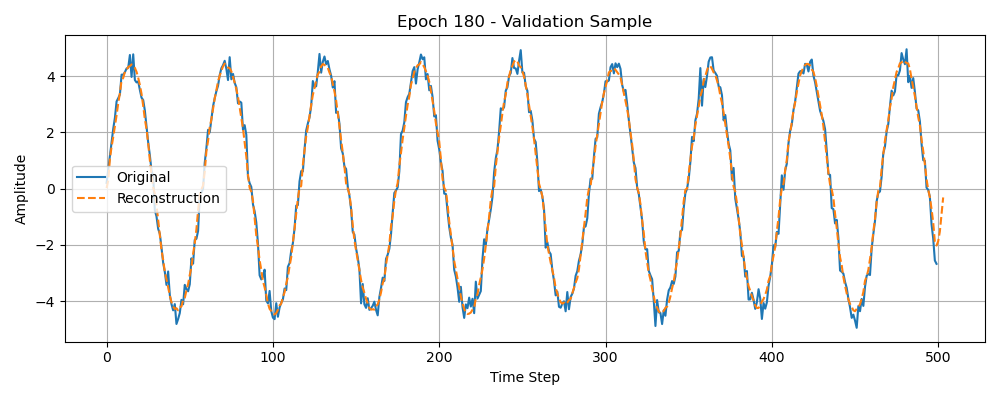 Epoch 180 - Validation Sample
Amplitude
4
2
0
−2
−4
Original
Reconstruction
0
100
200
300
400
500
Time Step